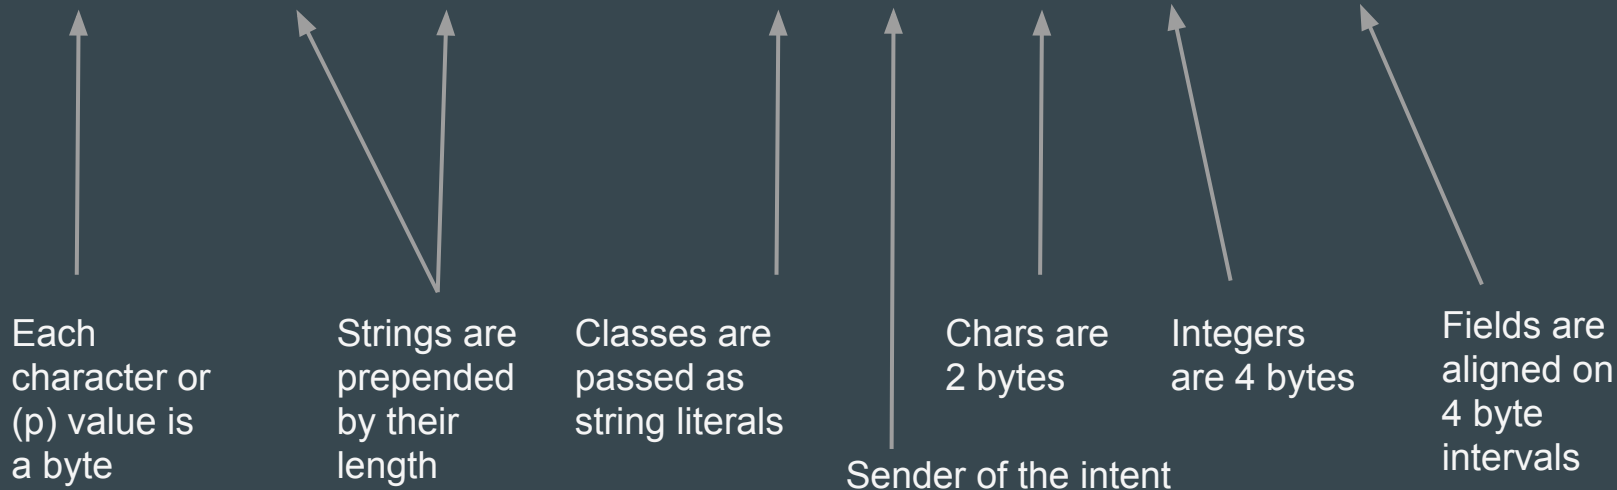 Each
character or
(p) value is
a byte
Strings are
prepended
by their
length
Classes are
passed as
string literals
Sender of the intent
Chars are
2 bytes
Integers
are 4 bytes
Fields are
aligned on
4 byte
intervals